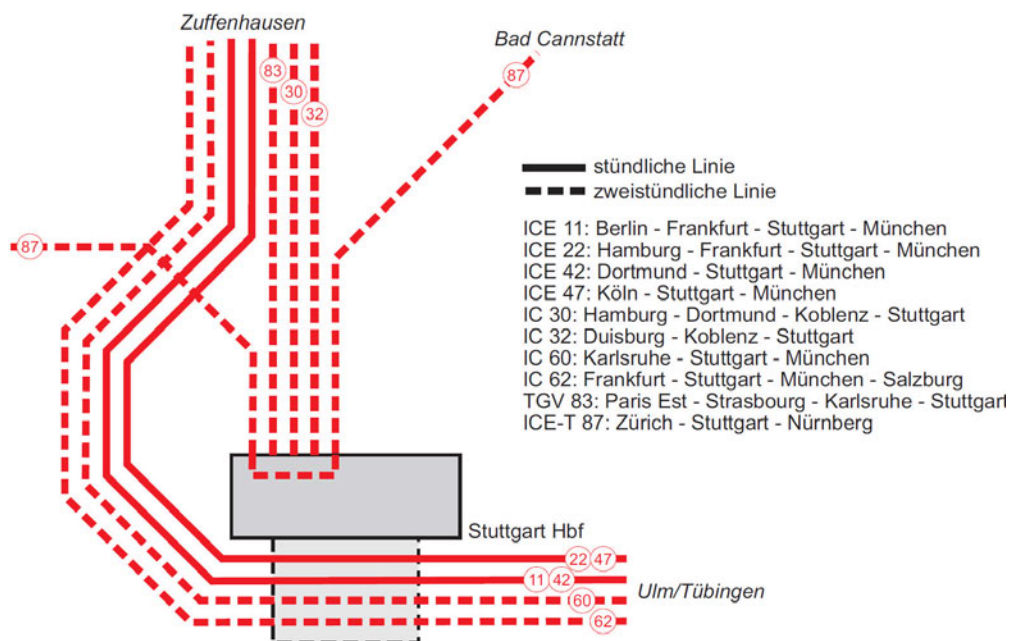 Zuffenhausen
Bad Cannstatt
83
87
30
32
stündliche Linie
zweistündliche Linie
87
ICE 11: Berlin - Frankfurt - Stuttgart - München
ICE 22: Hamburg - Frankfurt - Stuttgart - München
ICE 42: Dortmund - Stuttgart - München
ICE 47: Köln - Stuttgart - München
IC 30: Hamburg - Dortmund - Koblenz - Stuttgart
IC 32: Duisburg - Koblenz - Stuttgart
IC 60: Karlsruhe - Stuttgart - München
IC 62: Frankfurt - Stuttgart - München - Salzburg
TGV 83: Paris Est - Strasbourg - Karlsruhe - Stuttgart
ICE-T 87: Zürich - Stuttgart - Nürnberg
Stuttgart Hbf
22 47
11 42
Ulm/Tübingen
60
62